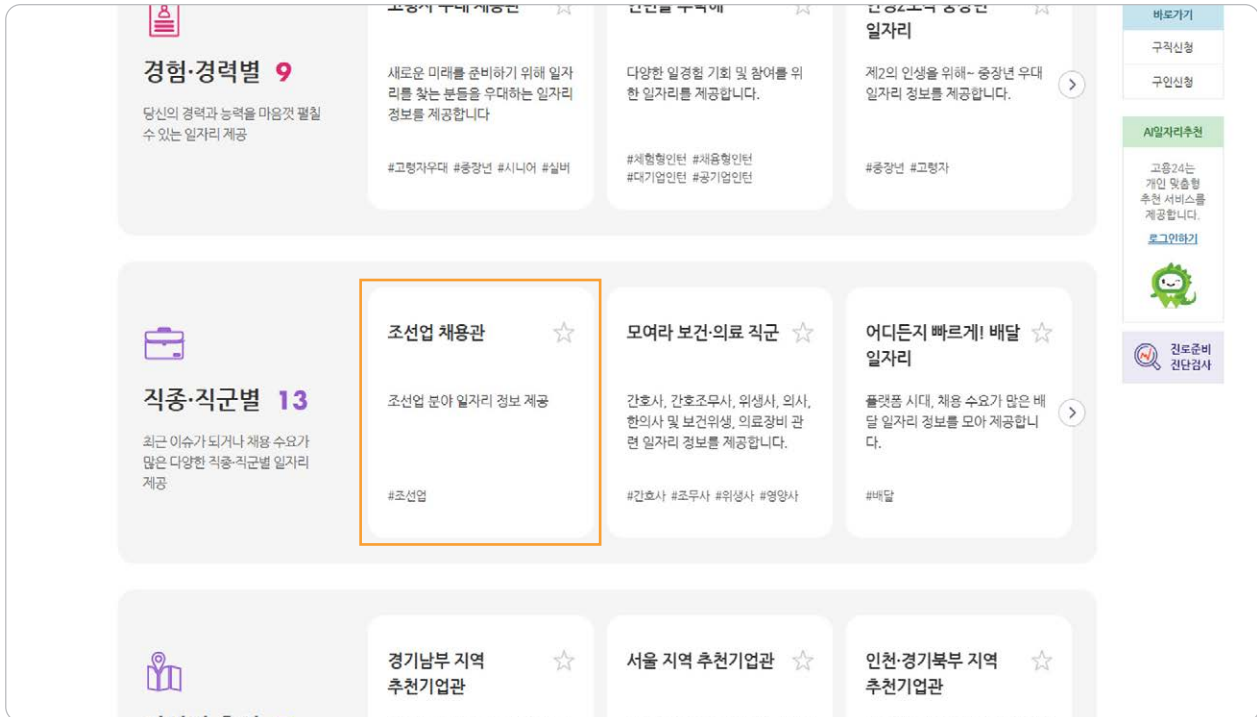 경험·경력별 9
당신의 경력과 능력을 마음껏 펼칠
수 있는 일자리 제공
일자리
새로운 미래를 준비하기 위해 일자
리를 찾는 분들을 우대하는 일자리
정보를 제공합니다
#고령자우대 #중장년 #시니어 #실버
다양한 일경험 기회 및 참여를 위
한 일자리를 제공합니다.
#체험형인턴 #채용형인턴
#대기업인턴 #공기업인턴
제2의 인생을 위해~ 중장년 우대
일자리 정보를 제공합니다.
#중장년 #고령자
직종·직군별 13
최근 이슈가 되거나 채용 수요가
많은 다양한 직종·직군별 일자리
제공
조선업 채용관
조선업 분야 일자리 정보 제공
#조선업
모여라 보건·의료 직군
간호사, 간호조무사, 위생사, 의사,
한의사 및 보건위생, 의료장비 관
련 일자리 정보를 제공합니다.
#간호사 #조무사 #위생사 #영양사
어디든지 빠르게! 배달
일자리
플랫폼 시대, 채용 수요가 많은 배
달 일자리 정보를 모아 제공합니
다.
#배달
경기남부 지역
추천기업관
서울 지역 추천기업관
인천·경기북부 지역
추천기업관
바로가기
구직신청
구인신청
AI일자리추천
고용24는
개인 맞춤형
추천 서비스를
제공합니다.
로그인하기
진로준비
진단검사